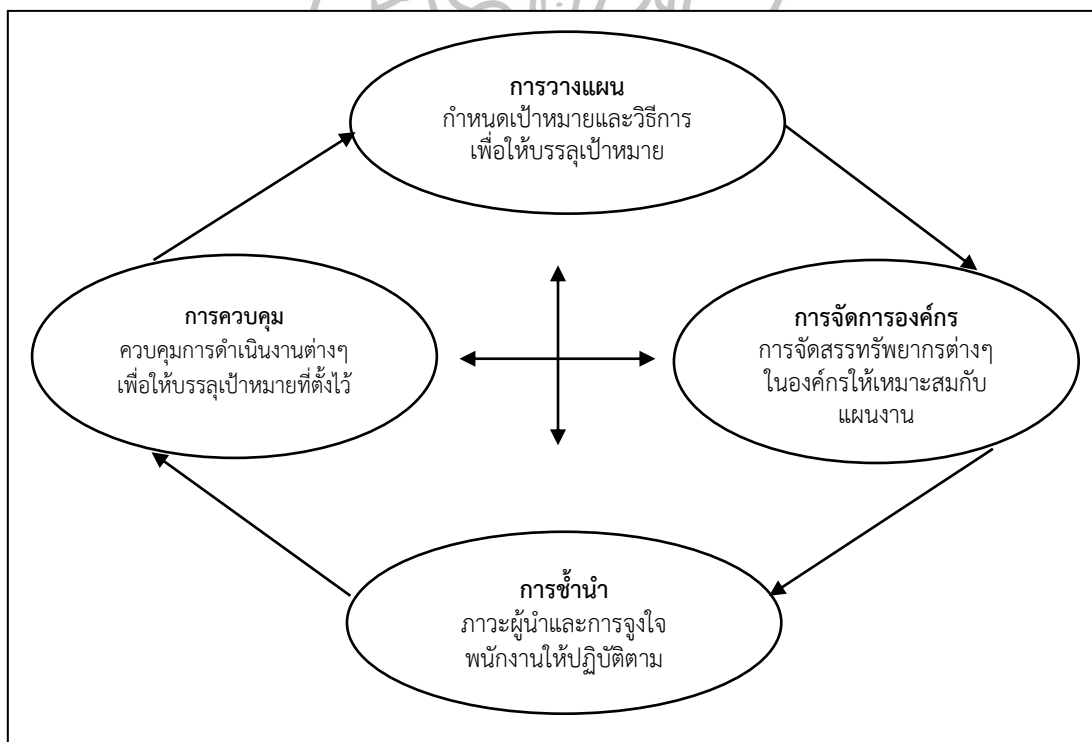 การวางแผน
กำหนดเป้าหมายและวิธีการ
เพื่อให้บรรลุเป้าหมาย
การควบคุม
ควบคุมการดำเนินงานต่างๆ
เพื่อให้บรรลุเป้าหมายที่ตั้งไว้
การจัดการองค์กร
การจัดสรรทรัพยากรต่างๆ
ในองค์กรให้เหมาะสมกับ
แผนงาน
การช้ำนำ
ภาวะผู้นำและการจูงใจ
พนักงานให้ปฏิบัติตาม